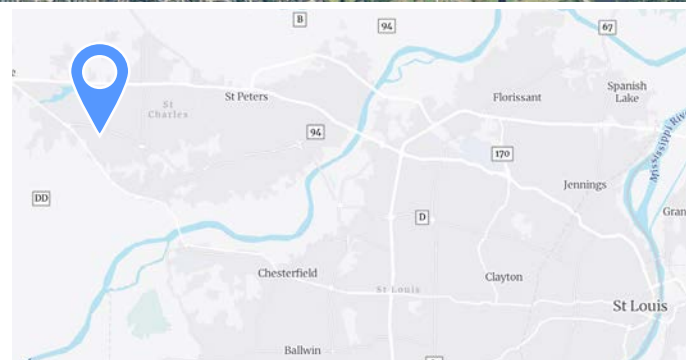 B
94
67
e
St Peters
Florissant
Spanish
Lake
St
Charles
94
170
Mississippi Rive
Jennings
DD
D
Gran
Chesterfield
St Louis
Clayton
St Louis
Ballwin